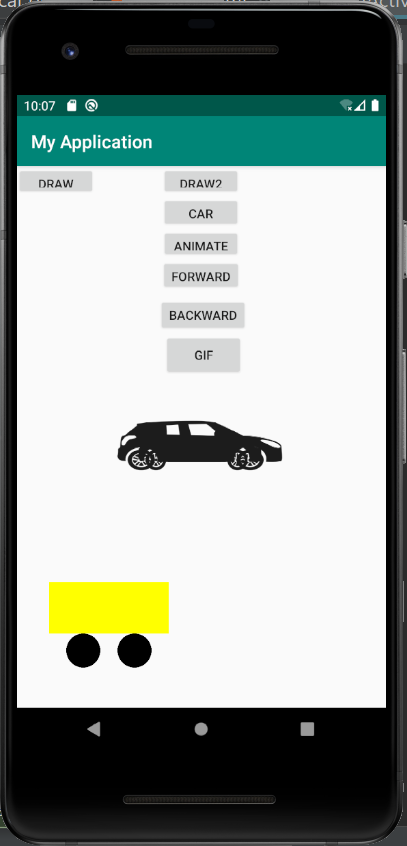 10:07
My Application
DRAW DRAW2
CAR
ANIMATE
FORWARD
BACKWARD
GIF